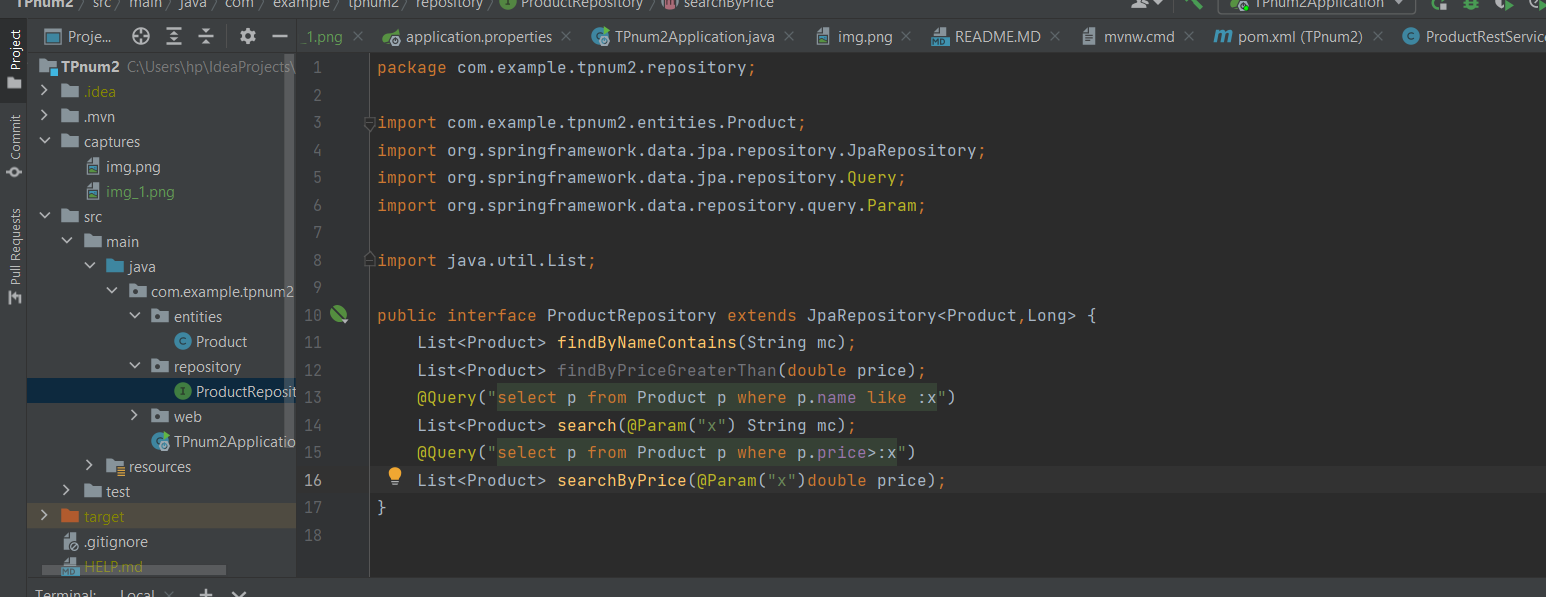 TPnum2 / src / main / java / com / example / tpnum2 / repository / ProductRepository / searchByPrice
TPnum2Application
Project
Commit
Pull Requests
Proje...
_1.png
application.properties
TPnum2Application.java
img.png
README.MD
mvnw.cmd
pom.xml (TPnum2)
ProductRestService
TPnum2 C:\Users\hp\IdeaProjects\
.idea
.mvn
captures
img.png
img_1.png
src
main
java
com.example.tpnum2
entities
Product
repository
ProductReposit
web
TPnum2Applicatio
resources
test
target
.gitignore
HELP.md
1 package com.example.tpnum2.repository;
2
3 import com.example.tpnum2.entities.Product;
4 import org.springframework.data.jpa.repository.JpaRepository;
5 import org.springframework.data.jpa.repository.Query;
6 import org.springframework.data.repository.query.Param;
7
8 import java.util.List;
9
10 public interface ProductRepository extends JpaRepository<Product,Long> {
11 List<Product> findByNameContains(String mc);
12 List<Product> findByPriceGreaterThan(double price);
13 @Query("select p from Product p where p.name like :x")
14 List<Product> search(@Param("x") String mc);
15 @Query("select p from Product p where p.price>:x")
16 List<Product> searchByPrice(@Param("x")double price);
17 }
18
Terminal: Local